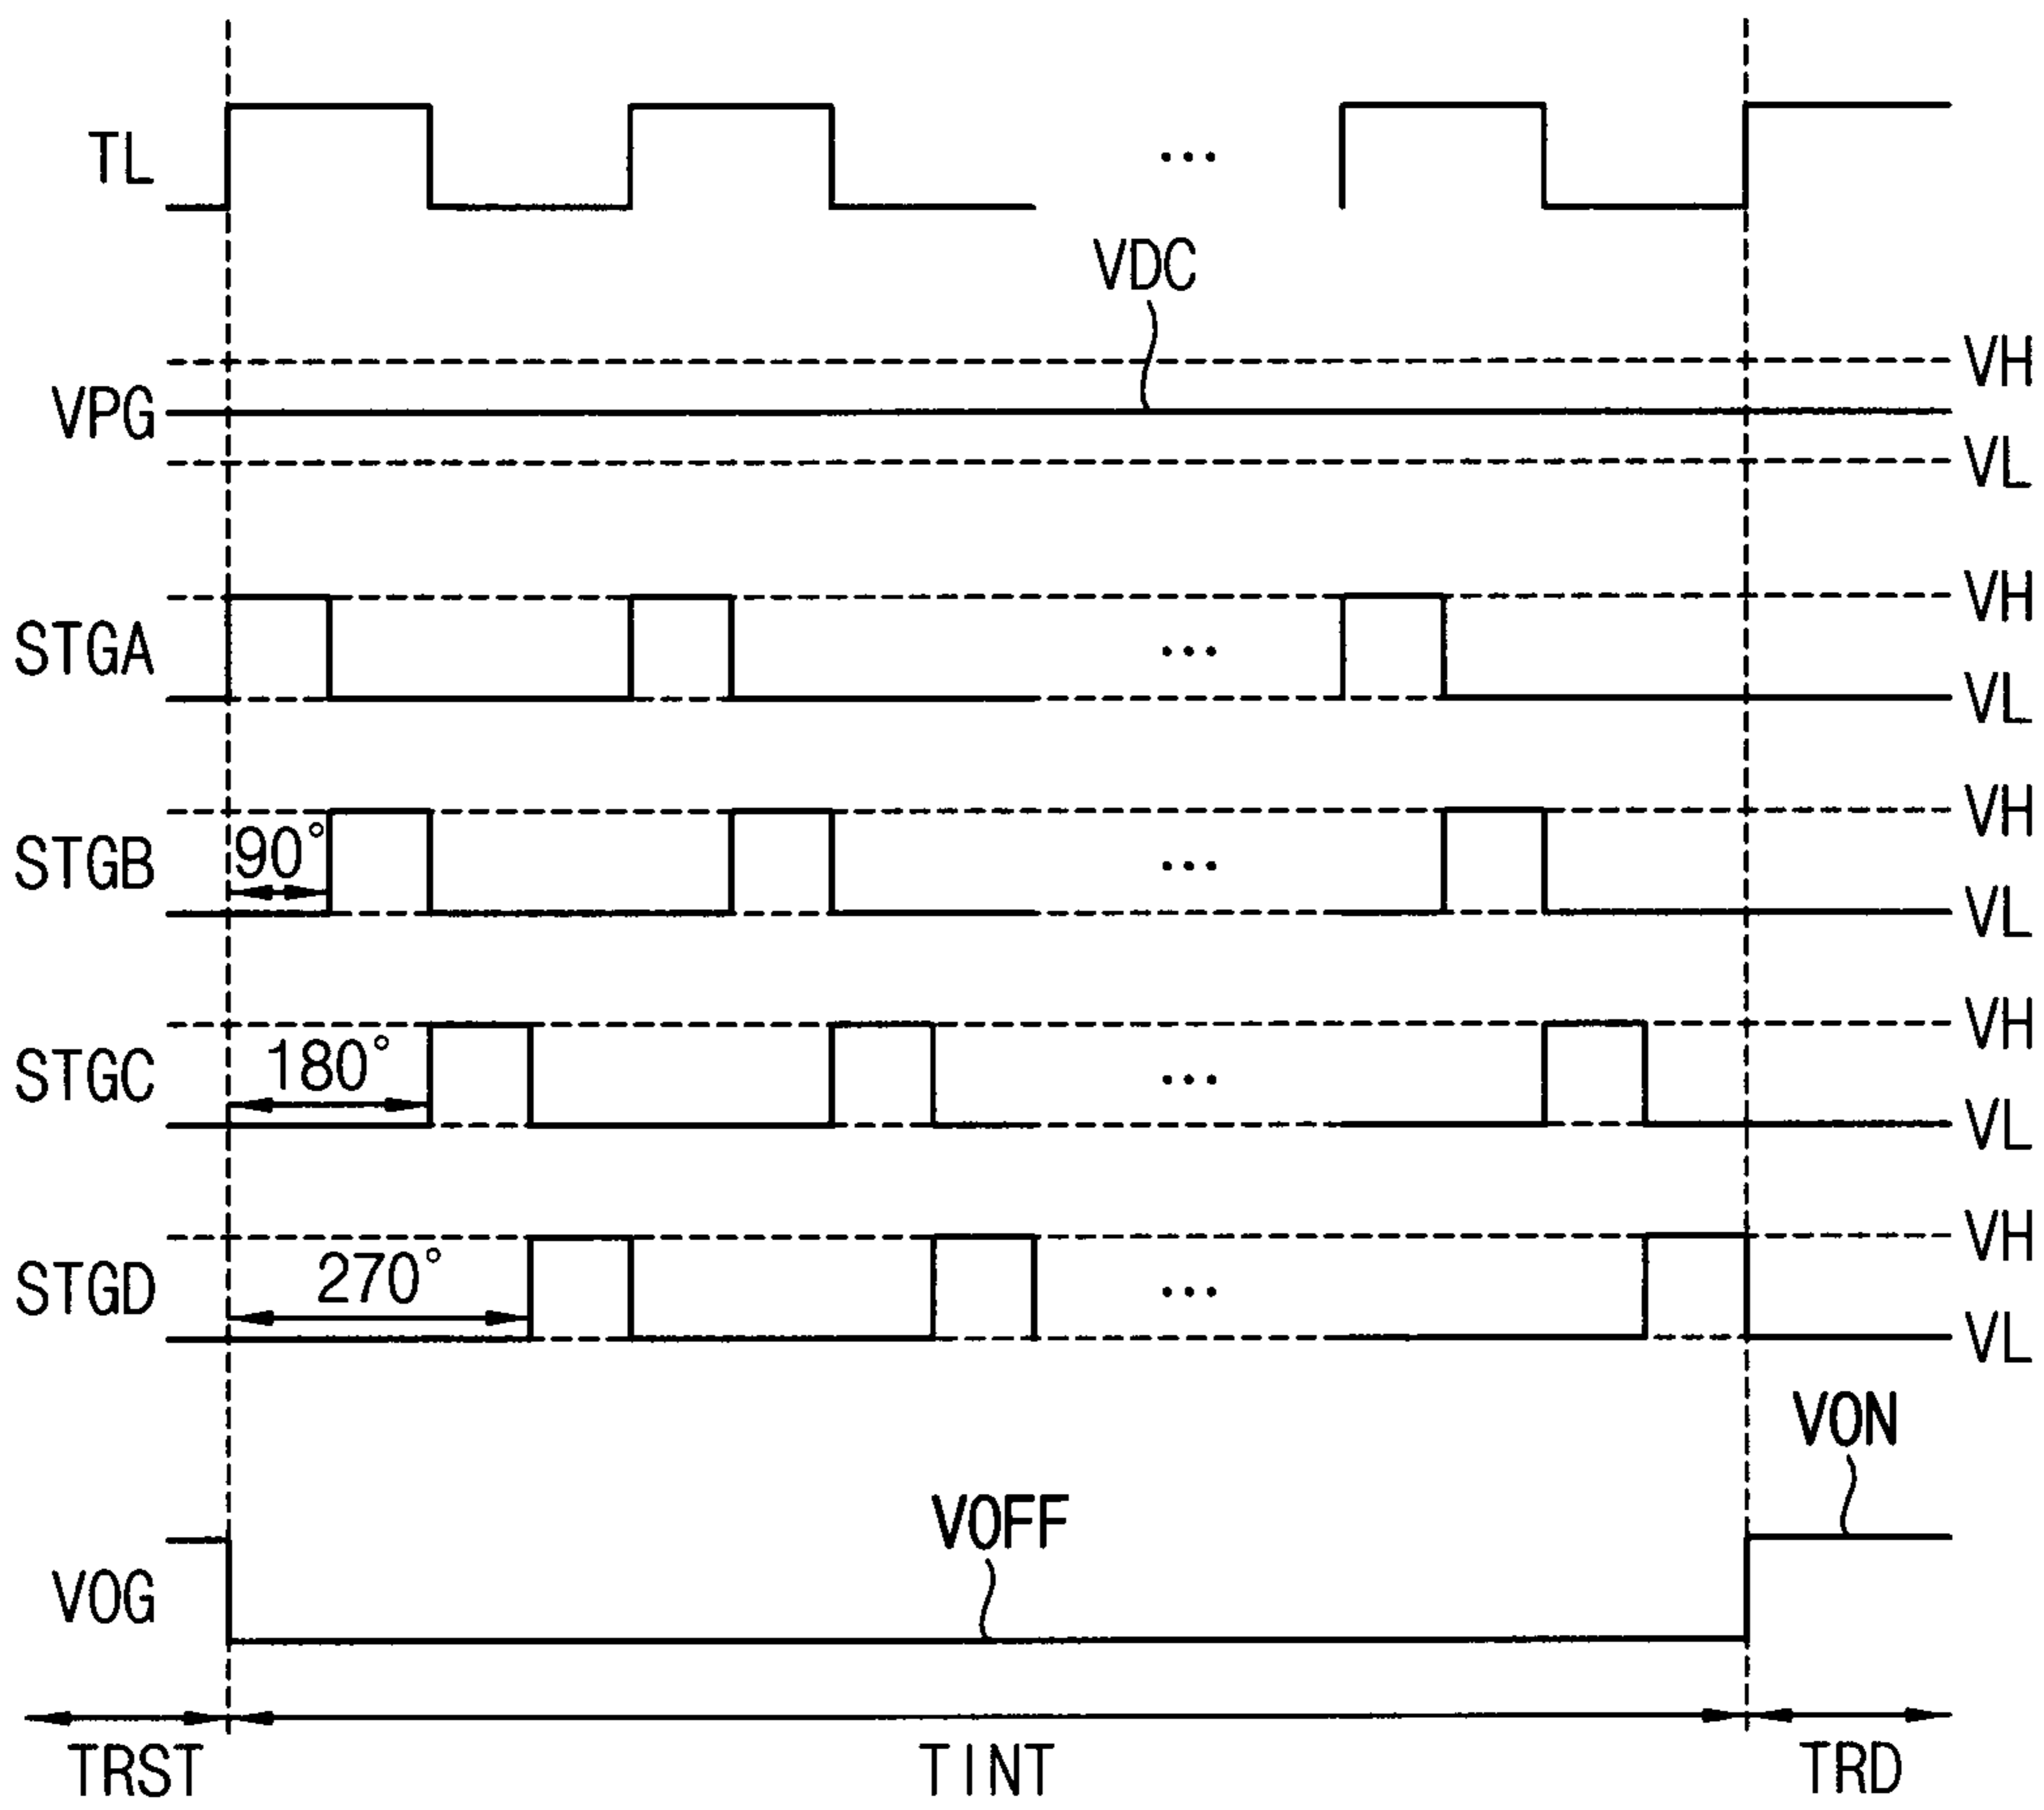 TL
...
VDC
VPG
VH
VL
STGA
...
VH
VL
STGB
90°
...
VH
VL
STGC
180°
...
VH
VL
STGD
270°
...
VH
VL
VON
VOFF
VOG
TRST
TINT
TRD